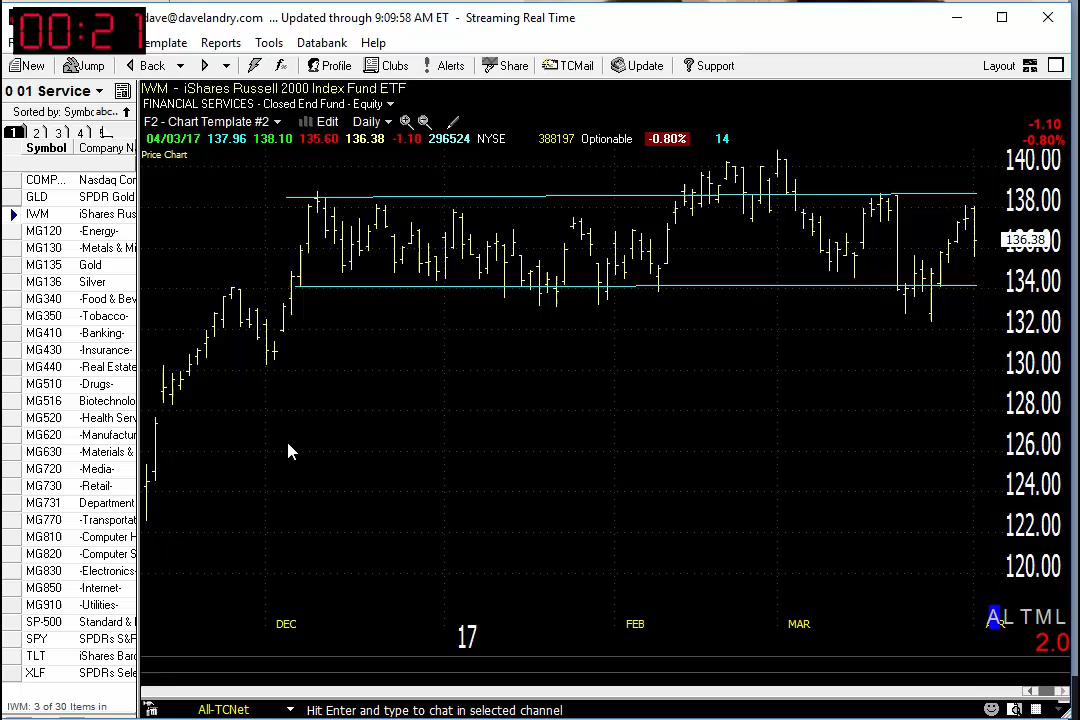 dave@davelandry.com ... Updated through 9:09:58 AM ET - Streaming Real Time
00:21
emplate Reports Tools Databank Help
New Jump Back Profile Clubs Alerts Share TCMail Update Support Layout
0 01 Service
Sorted by: Symbc abc..
1 2 3 4
Symbol Company N
COMP... Nasdaq Cor
GLD SPDR Gold
IWM iShares Rus
MG120 -Energy-
MG130 -Metals & Mi
MG135 Gold
MG136 Silver
MG340 -Food & Bev
MG350 -Tobacco-
MG410 -Banking-
MG430 -Insurance-
MG440 -Real Estate
MG510 -Drugs-
MG516 Biotechnolo
MG520 -Health Serv
MG620 -Manufactur
MG630 -Materials &
MG720 -Media-
MG730 -Retail-
MG731 Department
MG770 -Transportat
MG810 -Computer H
MG820 -Computer S
MG830 -Electronics-
MG850 -Internet-
MG910 -Utilities-
SP-500 Standard &
SPY SPDRs S&F
TLT iShares Barc
XLF SPDRs Sele
IWM: 3 of 30 Items in
IWM - iShares Russell 2000 Index Fund ETF
FINANCIAL SERVICES - Closed End Fund - Equity
F2 - Chart Template #2 Edit Daily
04/03/17 137.96 138.10 135.60 136.38 -1.10 296524 NYSE 388197 Optionable -0.80% 14
Price Chart
-1.10
-0.80%
140.00
138.00
136.38
134.00
132.00
130.00
128.00
126.00
124.00
122.00
120.00
DEC 17 FEB MAR
A L T M L
2.0
All-TCNet Hit Enter and type to chat in selected channel